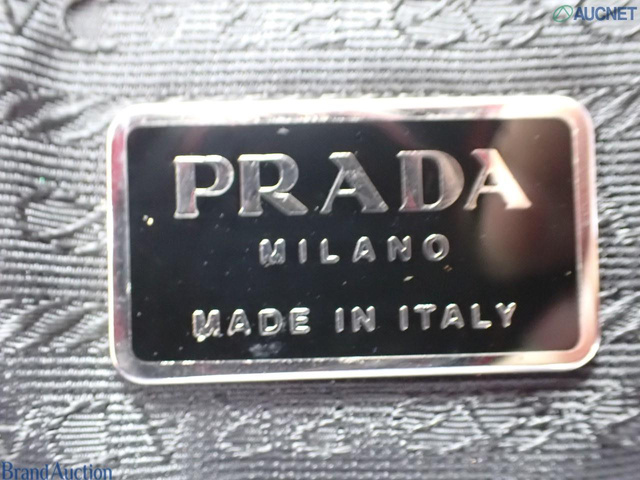 AUCNET
PRADA
MILANO
MADE IN ITALY
BrandAuction